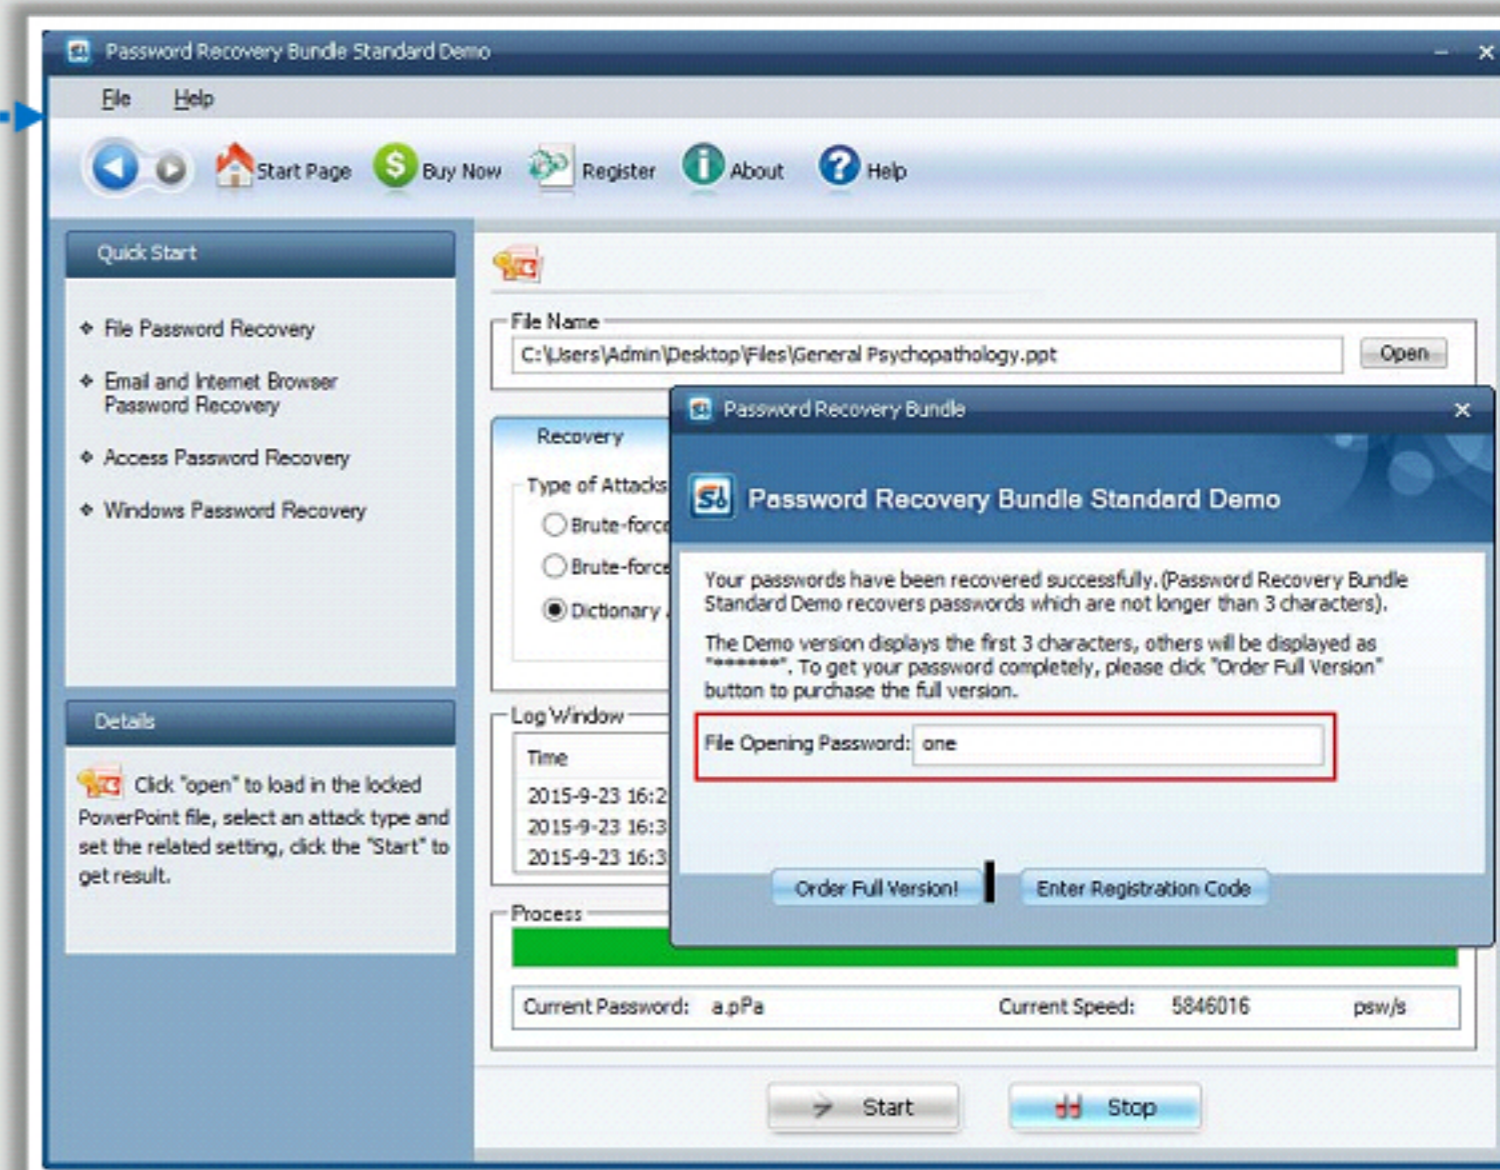 Password Recovery Bundle Standard Demo
File Help
Start Page Buy Now Register About Help
Quick Start
File Password Recovery
Email and Internet Browser
Password Recovery
Access Password Recovery
Windows Password Recovery
Details
Click "open" to load in the locked
PowerPoint file, select an attack type and
set the related setting, click the "Start" to
get result.
File Name
C:\Users\Admin\Desktop\Files\General Psychopathology.ppt Open
Recovery
Type of Attacks
Brute-force
Brute-force
Dictionary
Log Window
Time
2015-9-23 16:2
2015-9-23 16:3
2015-9-23 16:3
Process
Current Password: a.pPa Current Speed: 5846016 psw/s
Start Stop
Password Recovery Bundle
Password Recovery Bundle Standard Demo
Your passwords have been recovered successfully.(Password Recovery Bundle
Standard Demo recovers passwords which are not longer than 3 characters).
The Demo version displays the first 3 characters, others will be displayed as
"******". To get your password completely, please click "Order Full Version"
button to purchase the full version.
File Opening Password: one
Order Full Version! Enter Registration Code